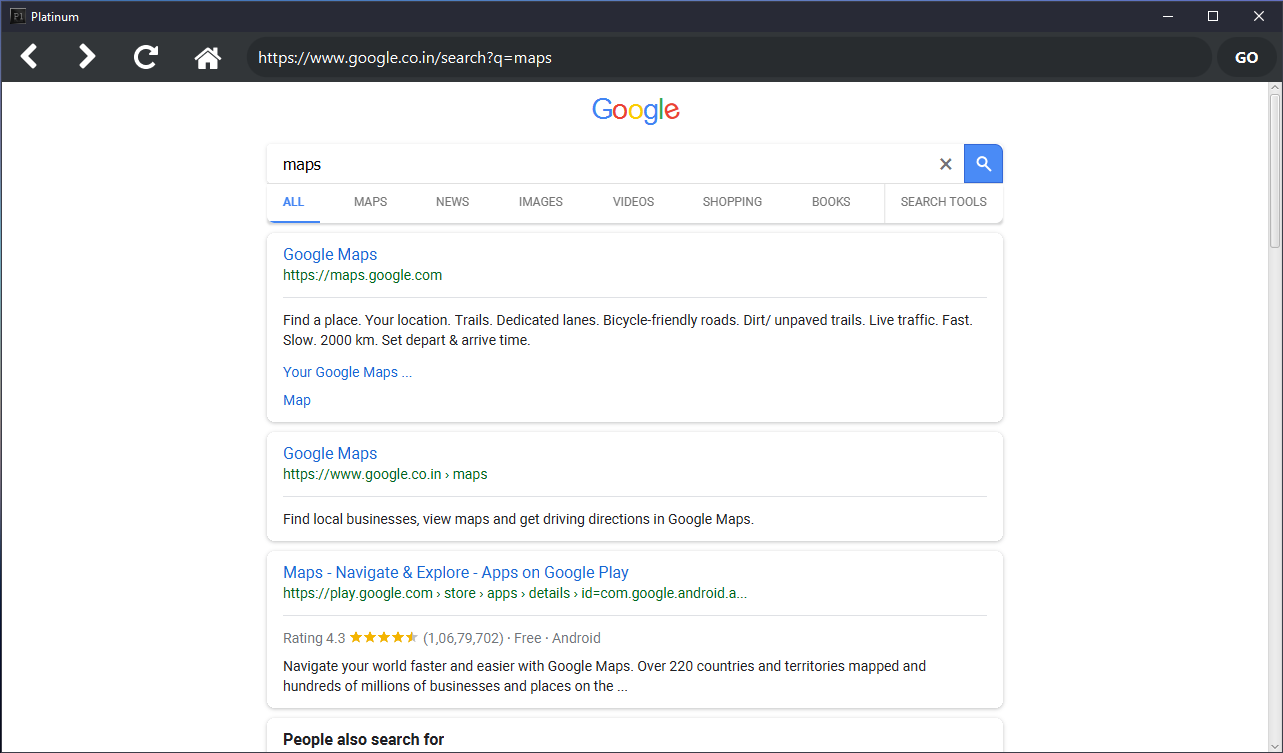 Pl Platinum
https://www.google.co.in/search?q=maps GO
Google
maps
ALL MAPS NEWS IMAGES VIDEOS SHOPPING BOOKS SEARCH TOOLS
Google Maps
https://maps.google.com
Find a place. Your location. Trails. Dedicated lanes. Bicycle-friendly roads. Dirt/ unpaved trails. Live traffic. Fast.
Slow. 2000 km. Set depart & arrive time.
Your Google Maps ...
Map
Google Maps
https://www.google.co.in › maps
Find local businesses, view maps and get driving directions in Google Maps.
Maps - Navigate & Explore - Apps on Google Play
https://play.google.com › store › apps › details › id=com.google.android.a...
Rating 4.3 (1,06,79,702) · Free · Android
Navigate your world faster and easier with Google Maps. Over 220 countries and territories mapped and
hundreds of millions of businesses and places on the ...
People also search for